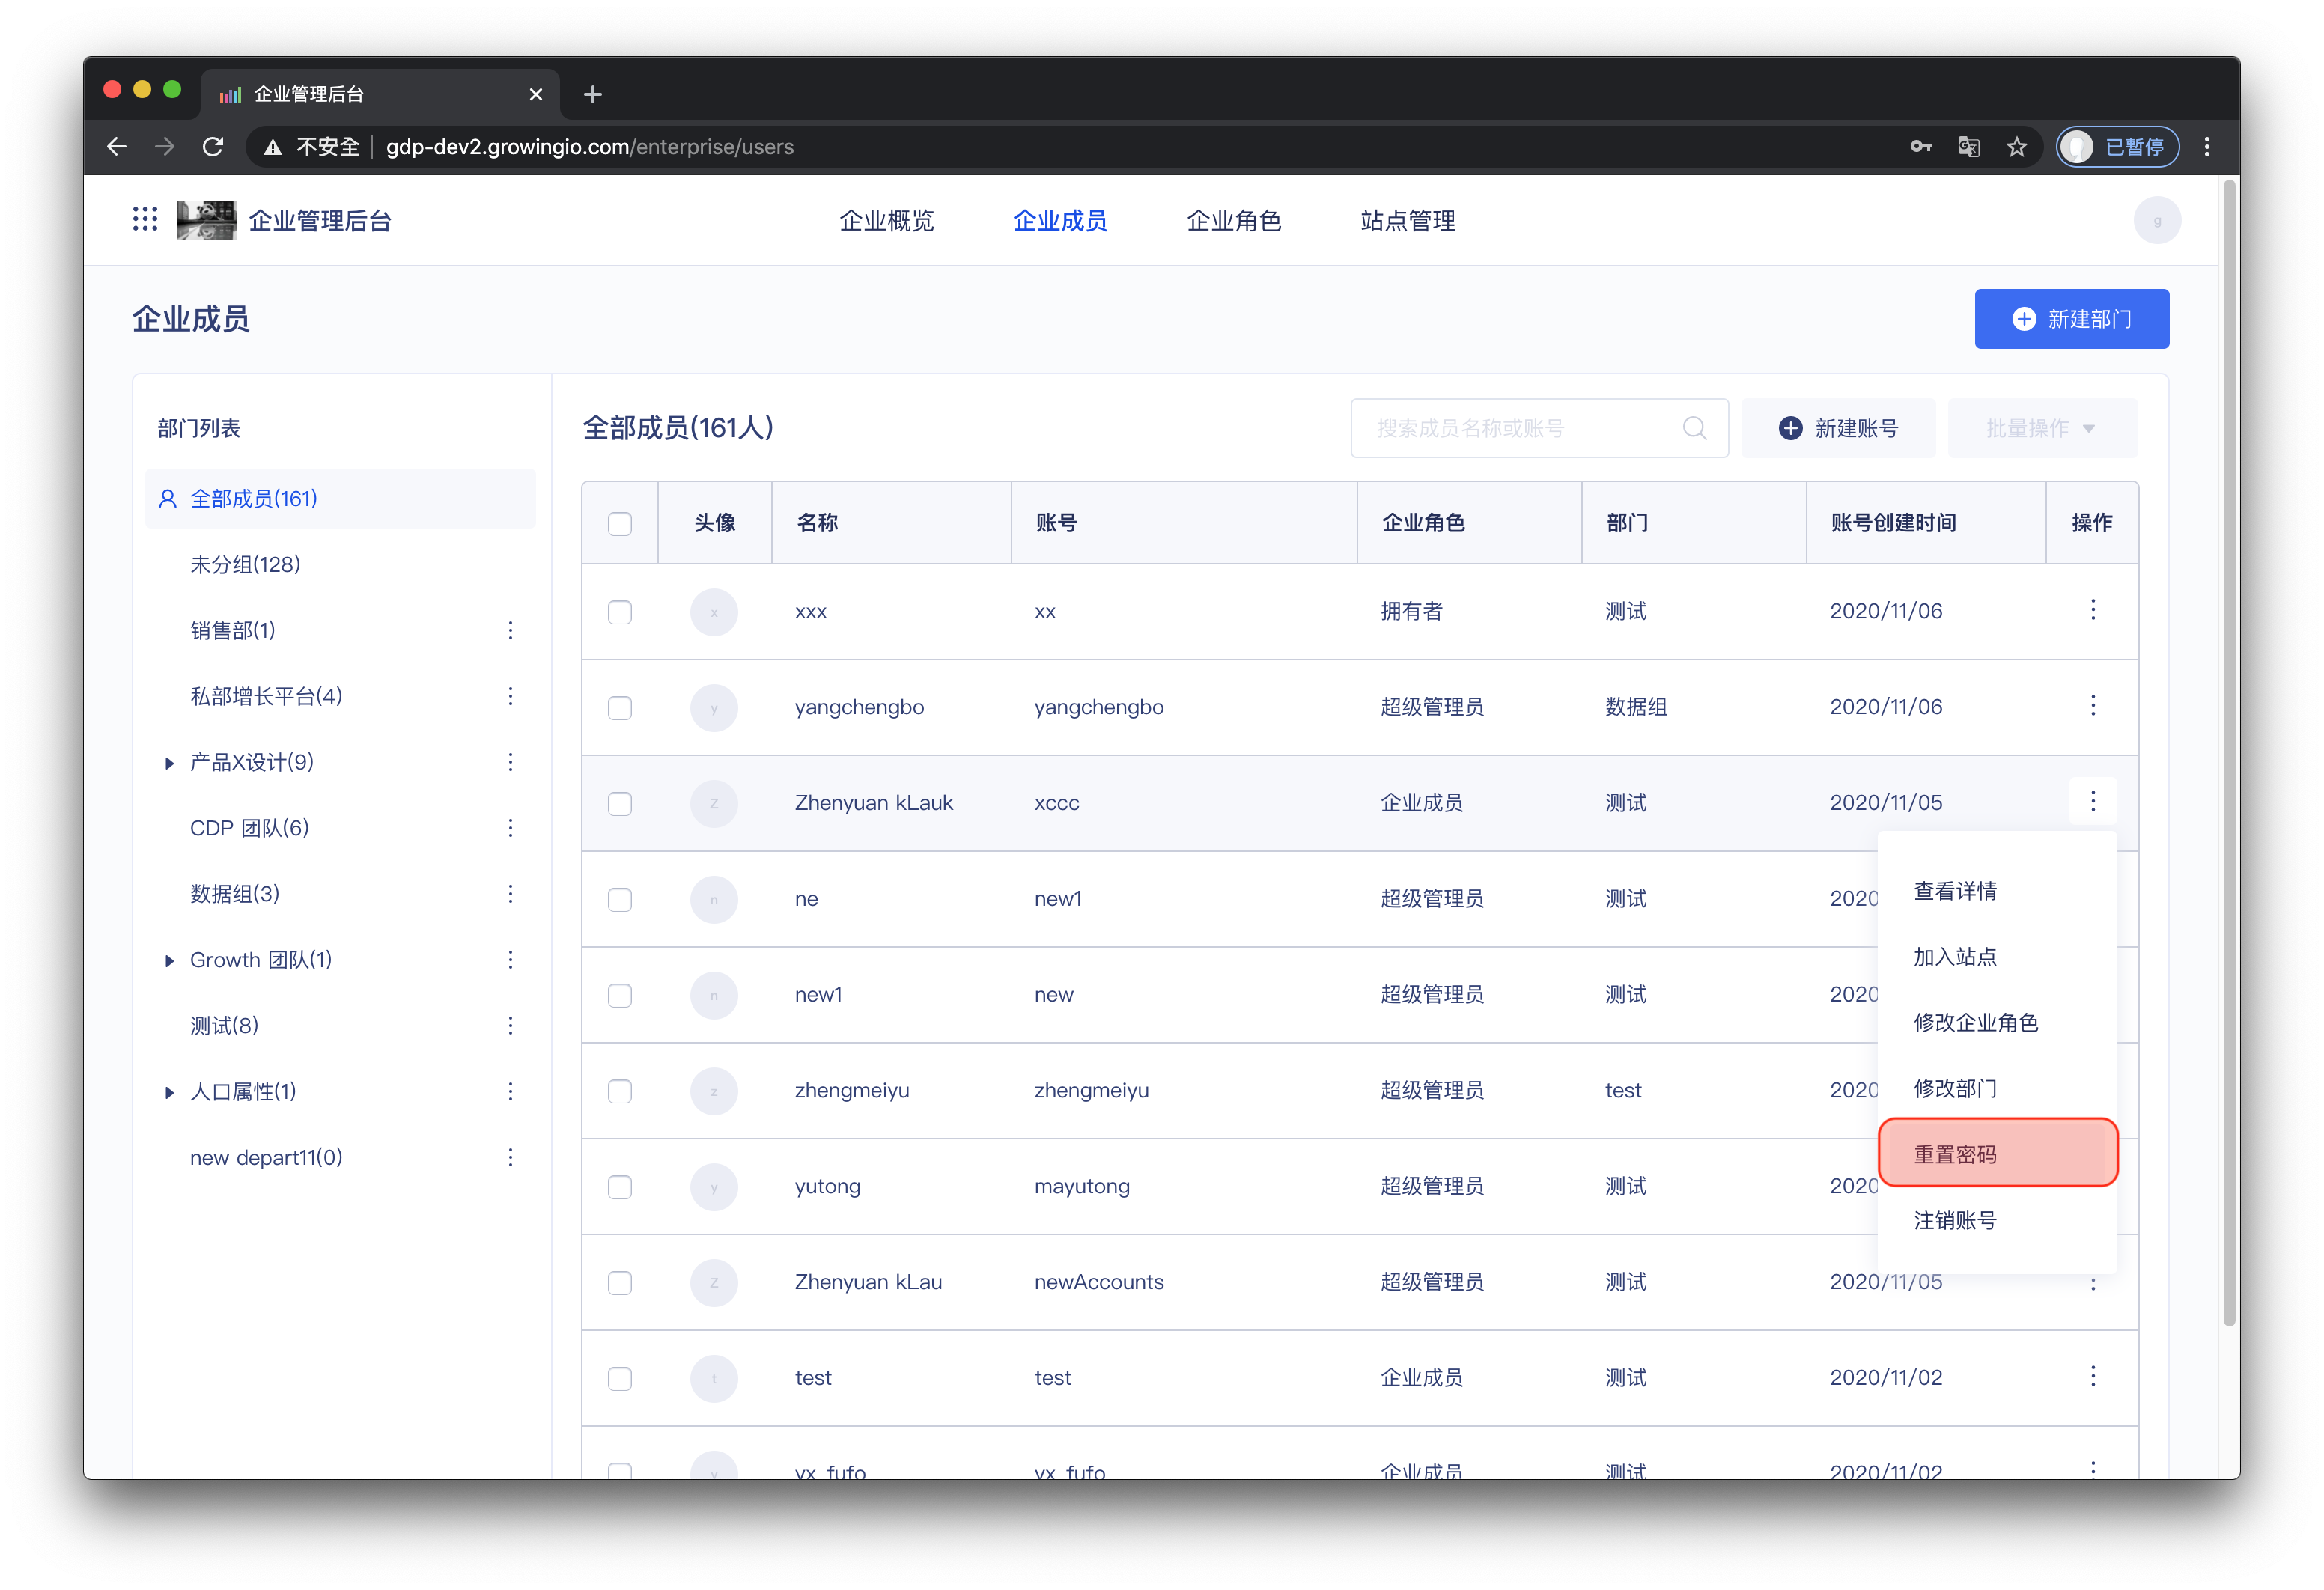 企业管理后台
不安全 gdp-dev2.growingio.com/enterprise/users 已暂停
企业管理后台 企业概览 企业成员 企业角色 站点管理 g
企业成员 新建部门
部门列表
全部成员(161)
未分组(128)
销售部(1)
私部增长平台(4)
产品X设计(9)
CDP 团队(6)
数据组(3)
Growth 团队(1)
测试(8)
人口属性(1)
new depart11(0)
全部成员(161人) 搜索成员名称或账号 新建账号 批量操作
头像 名称 账号 企业角色 部门 账号创建时间 操作
x xxx xx 拥有者 测试 2020/11/06
y yangchengbo yangchengbo 超级管理员 数据组 2020/11/06
Z Zhenyuan kLauk xccc 企业成员 测试 2020/11/05
n ne new1 超级管理员 测试 2020
n new1 new 超级管理员 测试 2020
z zhengmeiyu zhengmeiyu 超级管理员 test 2020
y yutong mayutong 超级管理员 测试 2020
Z Zhenyuan kLau newAccounts 超级管理员 测试 2020/11/05
t test test 企业成员 测试 2020/11/02
yx_fufo yx_fufo 企业成员 测试 2020/11/02
查看详情
加入站点
修改企业角色
修改部门
重置密码
注销账号